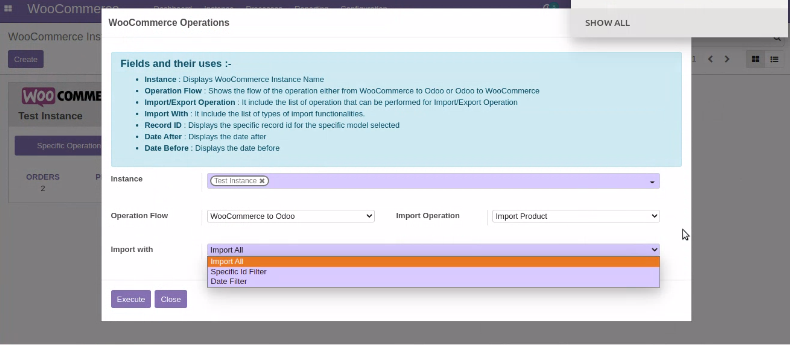 WooCommerce
WooCommerce Operations
SHOW ALL
WooCommerce Ins
Create
Fields and their uses :-
Instance : Displays WooCommerce Instance Name
Operation Flow : Shows the flow of the operation either from WooCommerce to Odoo or Odoo to WooCommerce
Import/Export Operation : It include the list of operation that can be performed for Import/Export Operation
Import With : It include the list of types of import functionalities.
Record ID : Displays the specific record id for the specific model selected
Date After : Displays the date after
Date Before : Displays the date before
WOO COMME
Test Instance
Specific Operation
ORDERS
2
P
Instance
Test Instance ✖
Operation Flow
WooCommerce to Odoo
Import Operation
Import Product
Import with
Import All
Import All
Specific Id Filter
Date Filter
Execute
Close